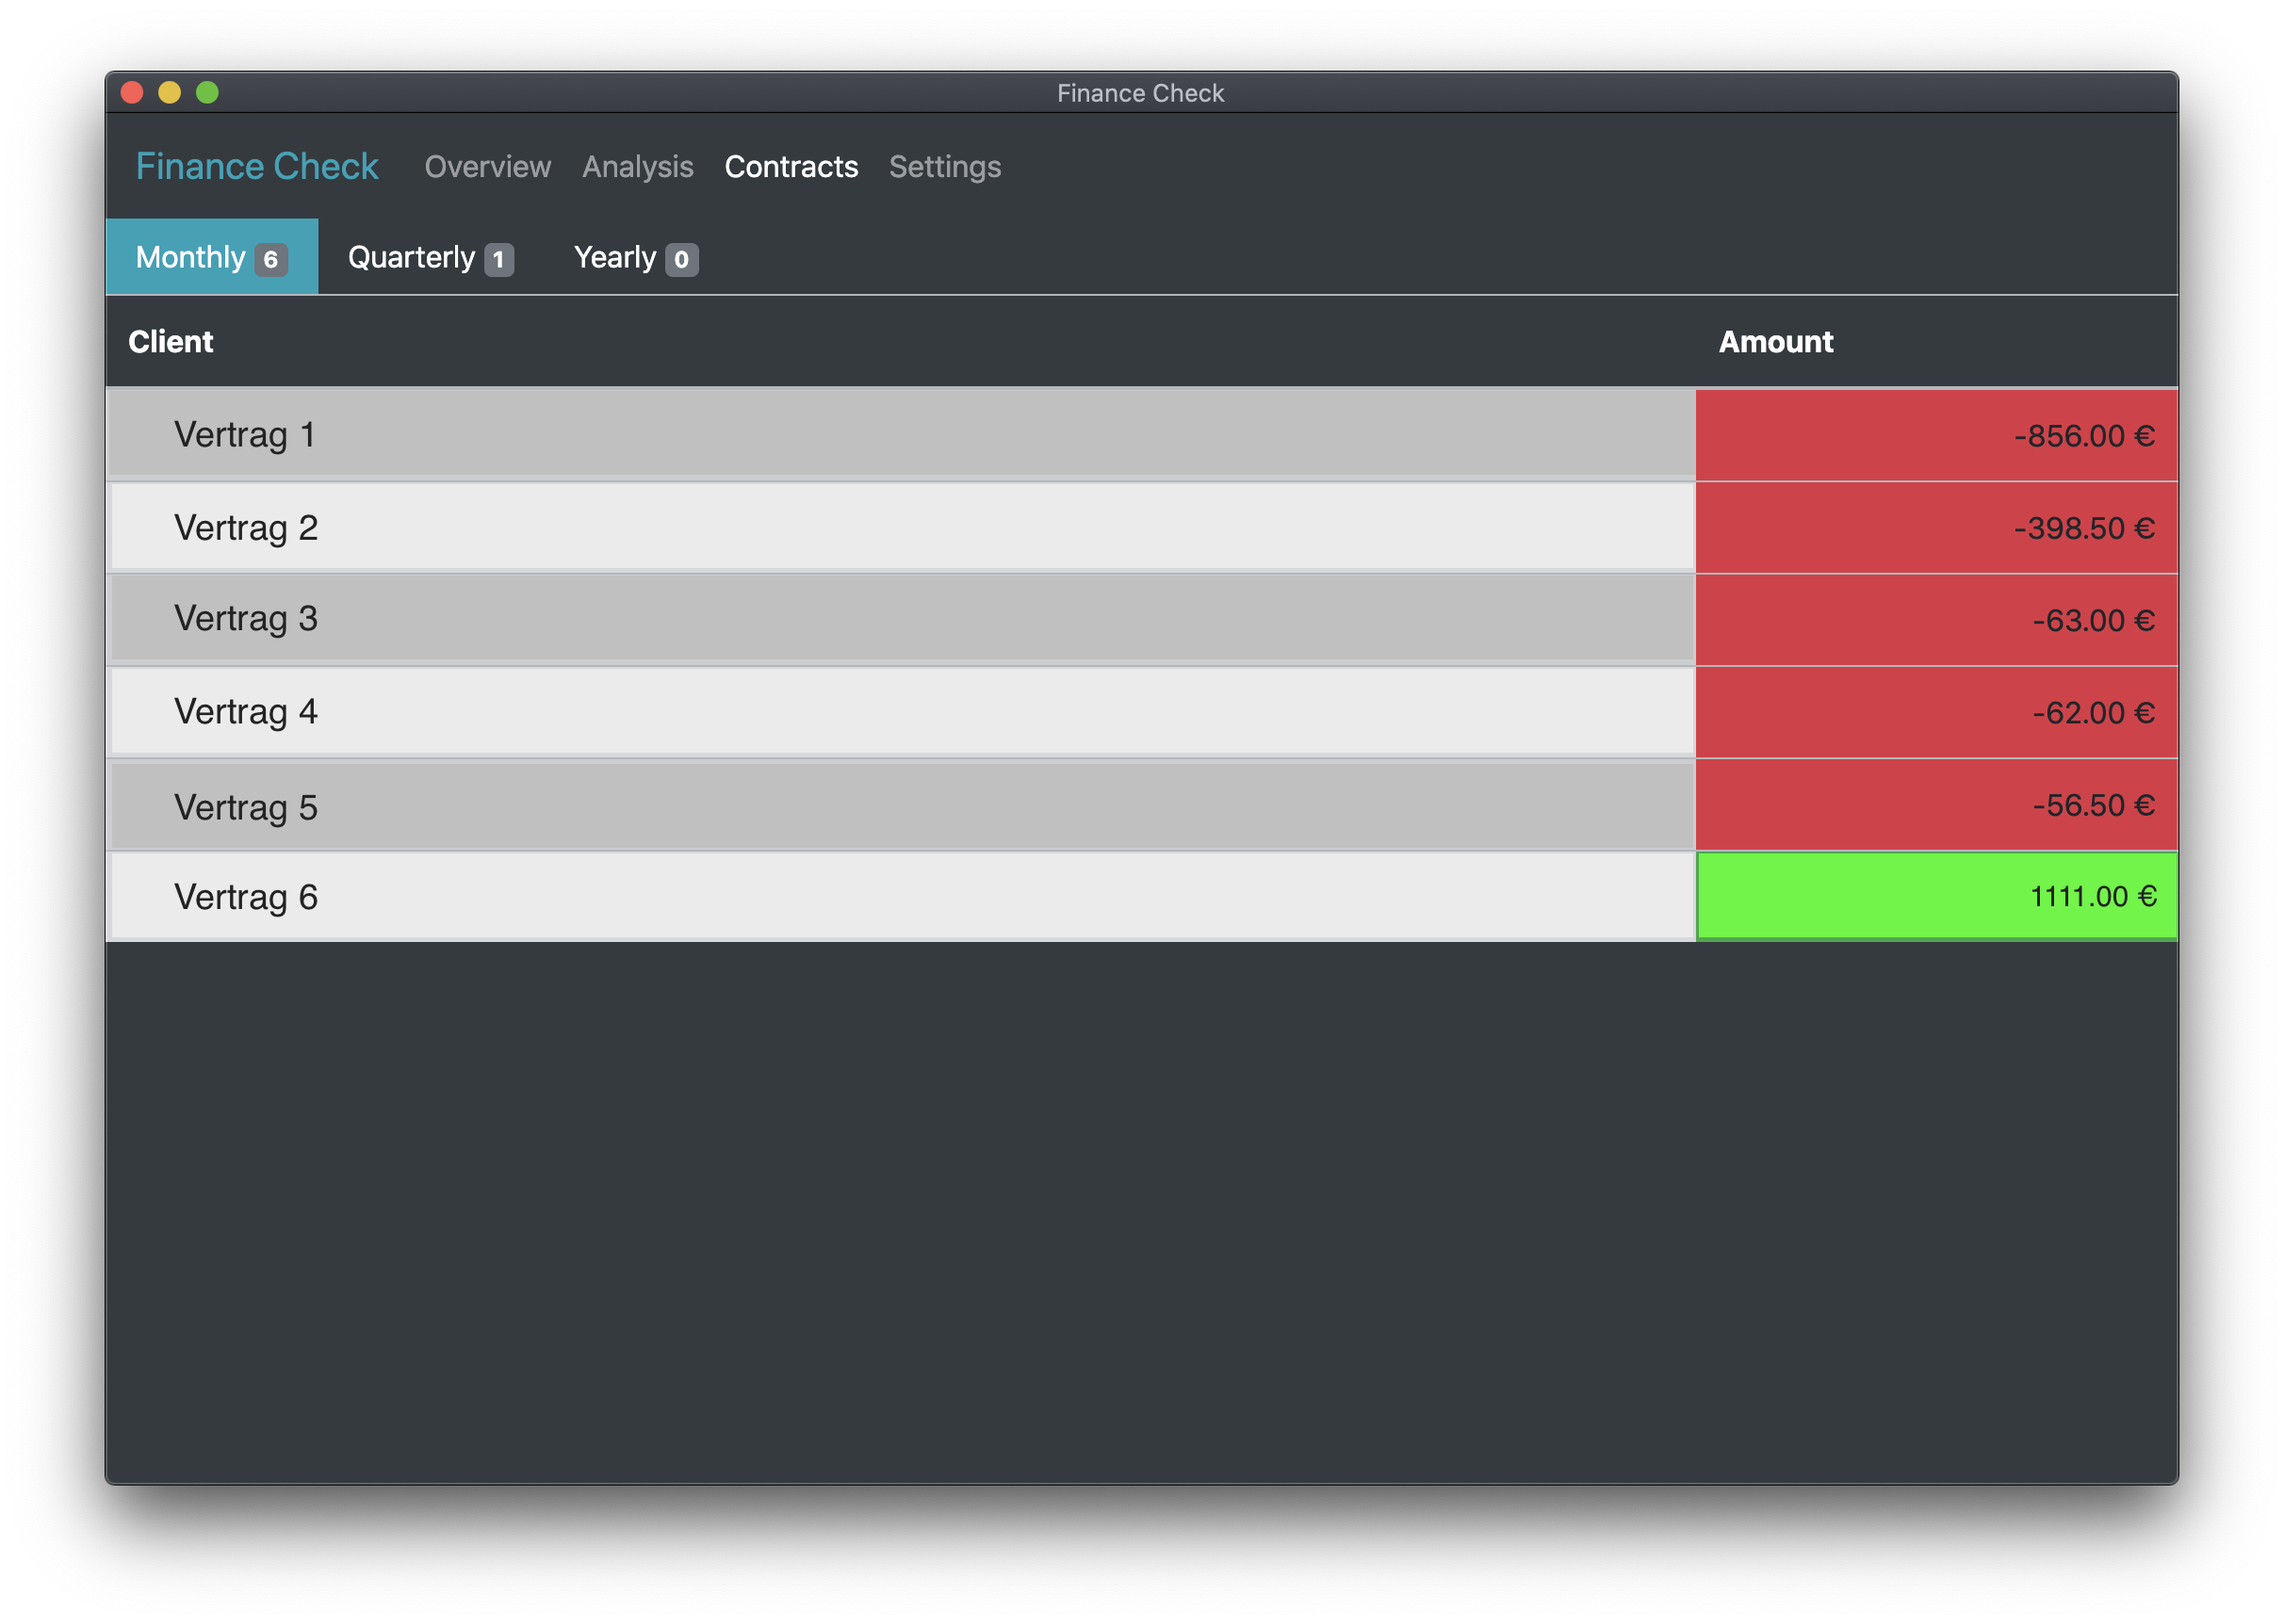 Finance Check
Finance Check Overview Analysis Contracts Settings
Monthly 6 Quarterly 1 Yearly 0
Client Amount
Vertrag 1 -856.00 €
Vertrag 2 -398.50 €
Vertrag 3 -63.00 €
Vertrag 4 -62.00 €
Vertrag 5 -56.50 €
Vertrag 6 1111.00 €